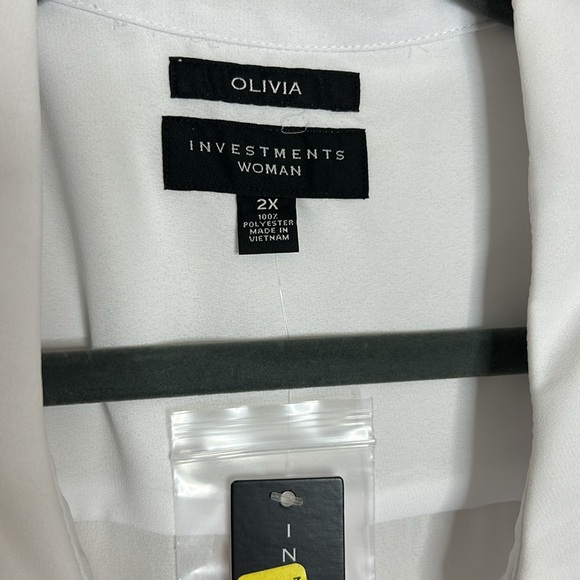 OLIVIA
INVESTMENTS
WOMAN
2X
100%
POLYESTER
MADE IN
VIETNAM
I
N